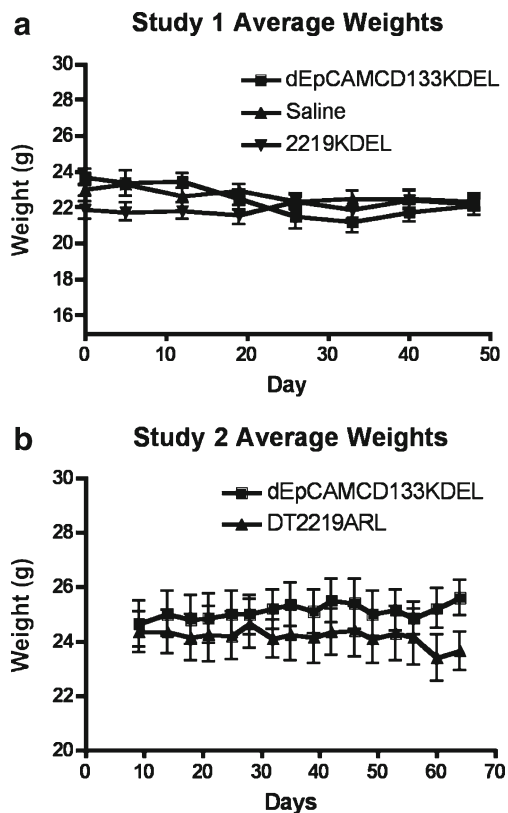 a
Study 1 Average Weights
30
28
26
24
22
20
18
16
Weight (g)
dEpCAMCD133KDEL
Saline
2219KDEL
0 10 20 30 40 50
Day
b
Study 2 Average Weights
30
28
26
24
22
20
Weight (g)
dEpCAMCD133KDEL
DT2219ARL
0 10 20 30 40 50 60 70
Days